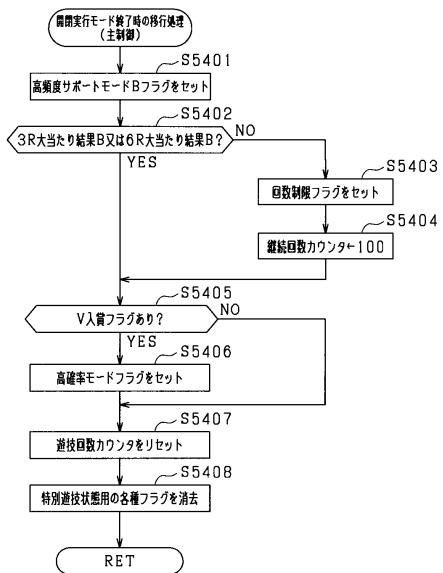 開閉実行モード終了時の移行処理
(主制御)
S5401
高頻度サポートモードBフラグをセット
S5402
3R大当たり結果B又は6R大当たり結果B?
NO
YES
S5403
回数制限フラグをセット
S5404
継続回数カウンタ←100
S5405
V入賞フラグあり?
NO
YES
S5406
高確率モードフラグをセット
S5407
遊技回数カウンタをリセット
S5408
特別遊技状態用の各種フラグを消去
RET